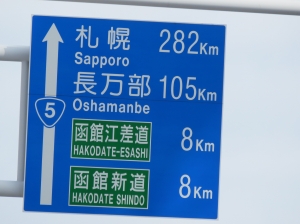 札幌 282Km
Sapporo
長万部 105Km
Oshamanbe
5
函館江差道 8Km
HAKODATE-ESASHI
函館新道 8Km
HAKODATE SHINDO